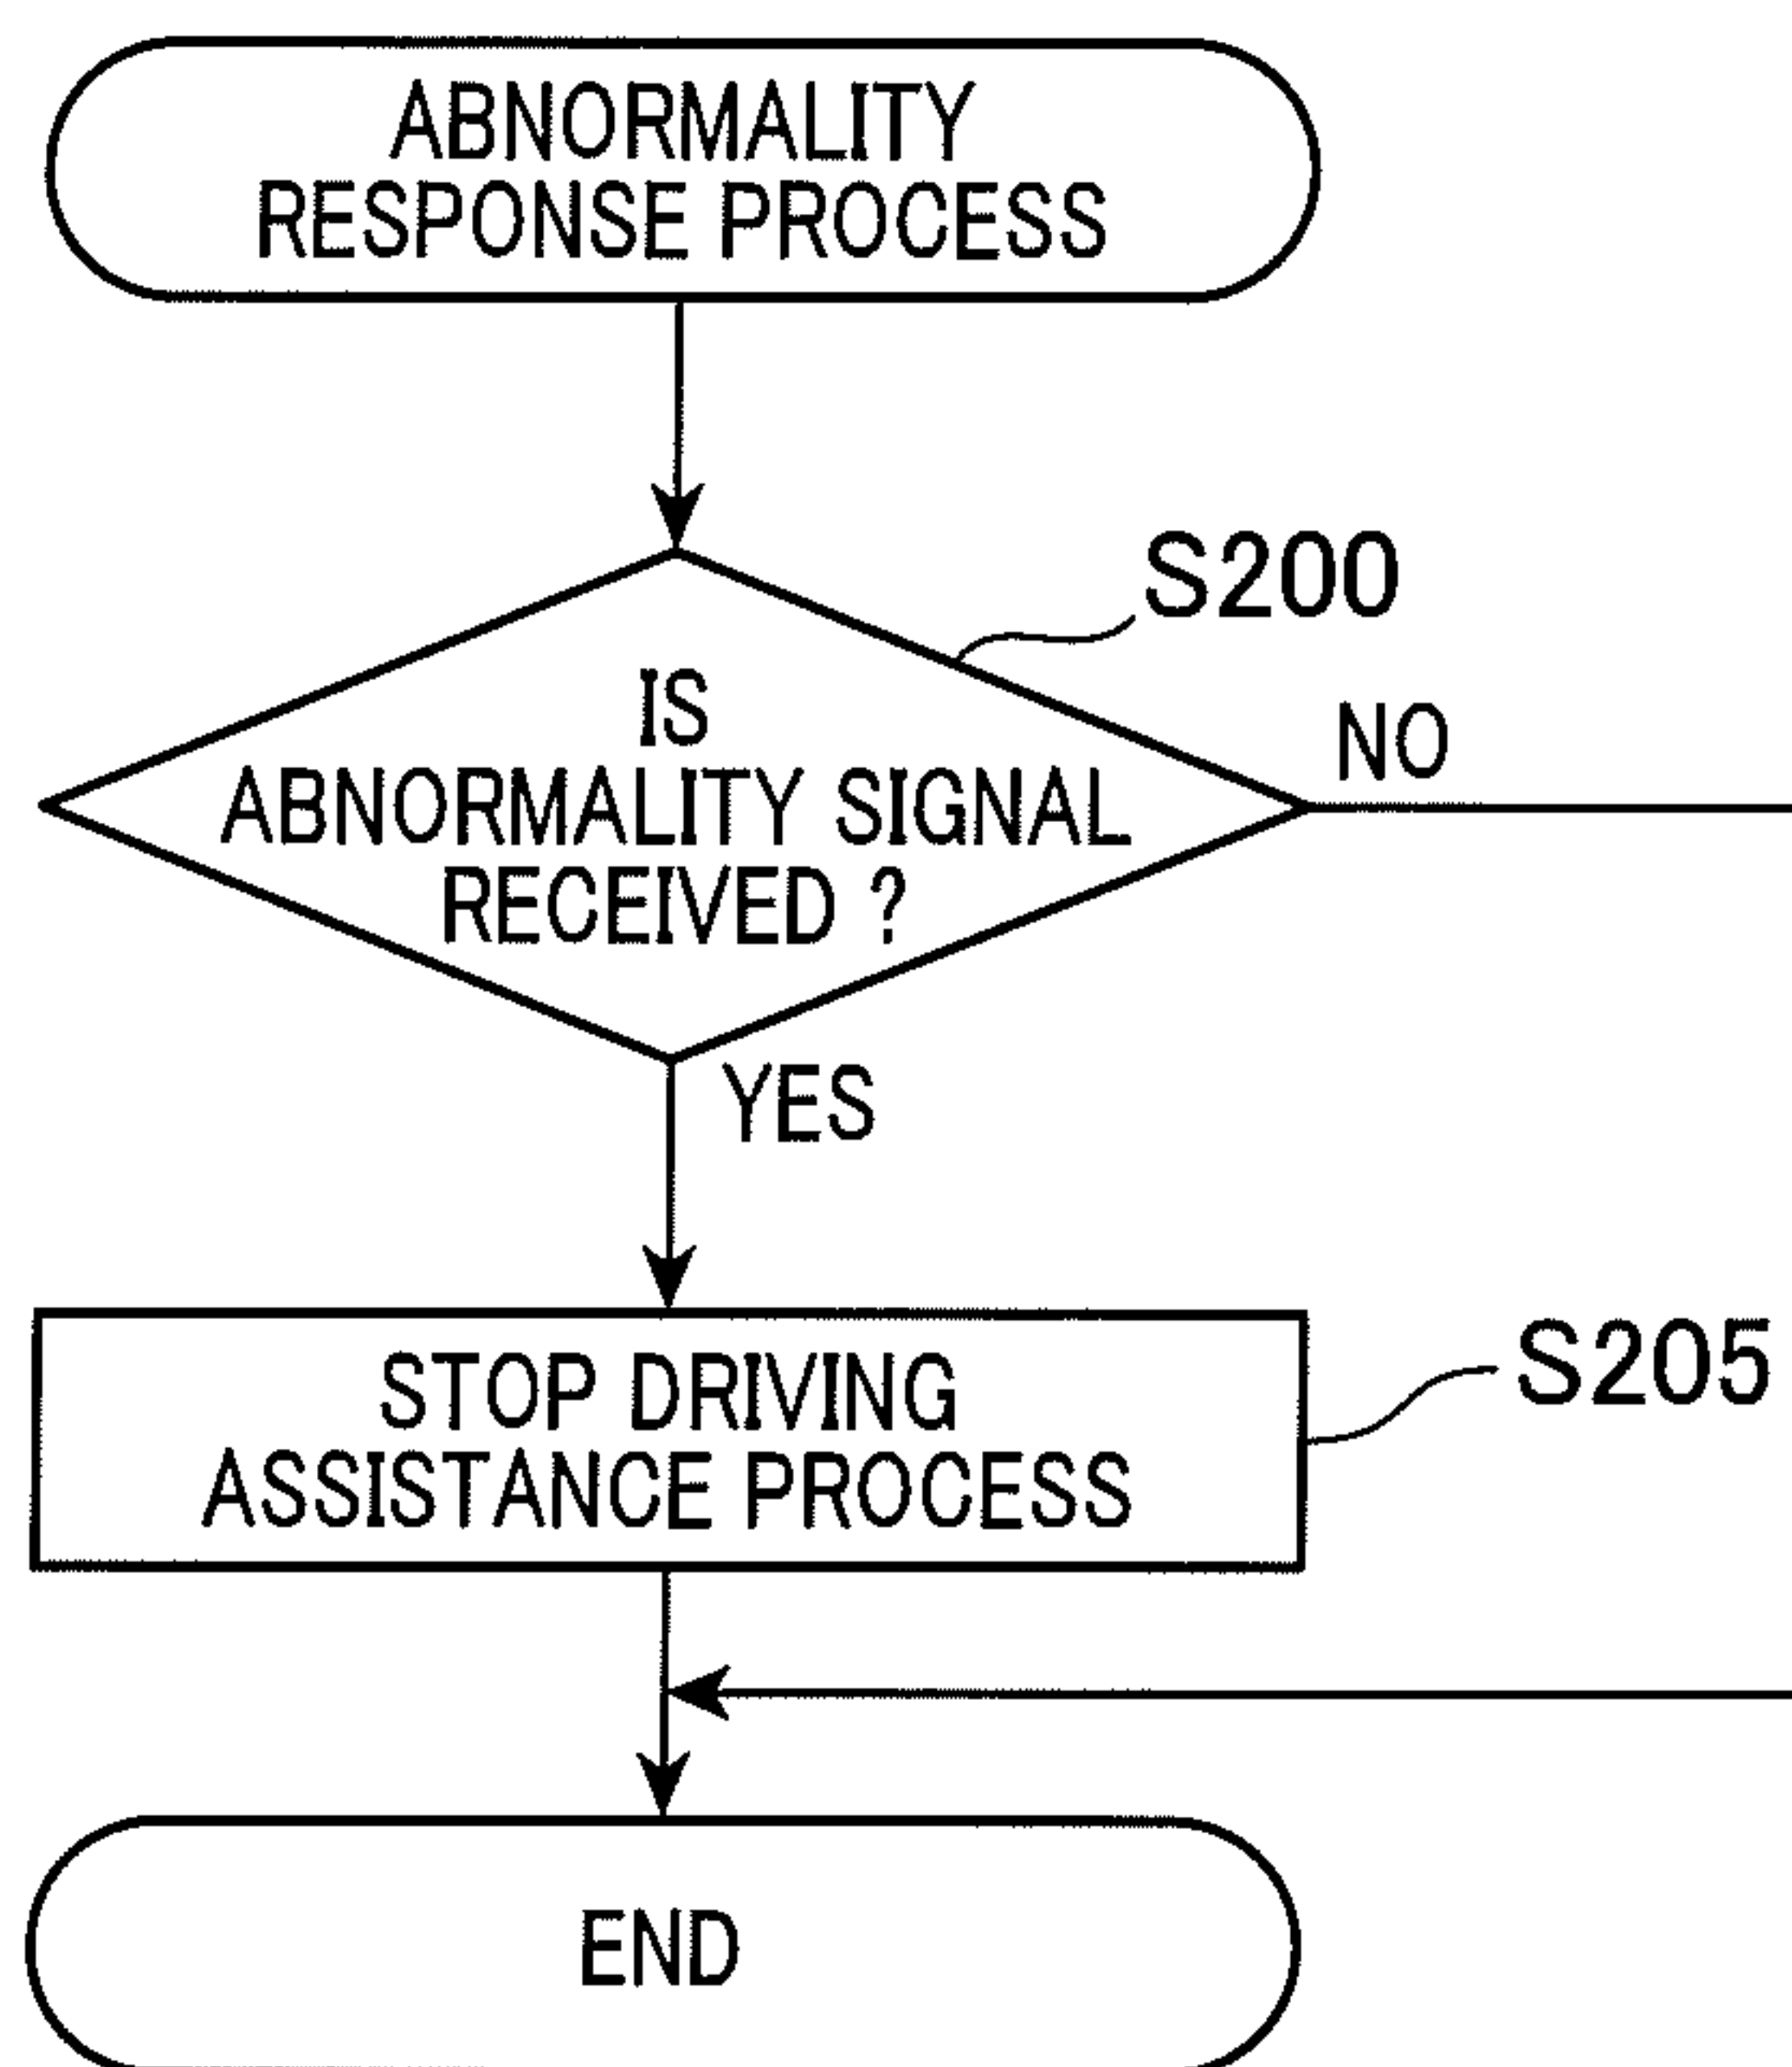 ABNORMALITY
RESPONSE PROCESS
S200
IS
ABNORMALITY SIGNAL
RECEIVED ?
NO
YES
STOP DRIVING
ASSISTANCE PROCESS
S205
END